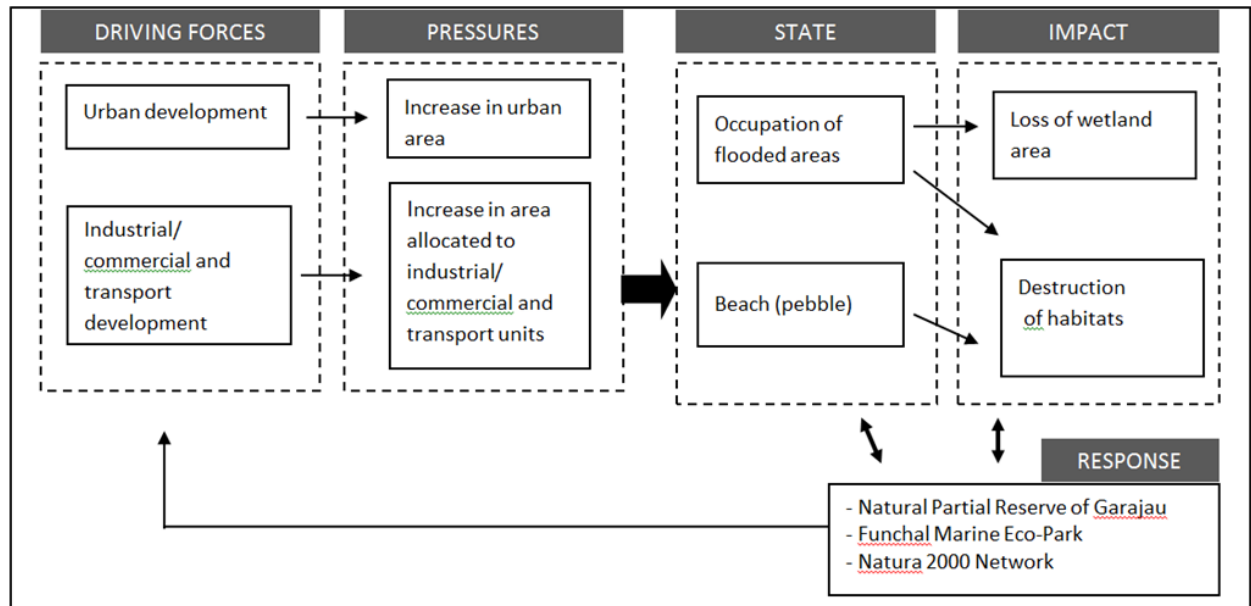 DRIVING FORCES
PRESSURES
STATE
IMPACT
Urban development
Increase in urban
area
Occupation of
flooded areas
Loss of wetland
area
Industrial/
commercial and
transport
development
Increase in area
allocated to
industrial/
commercial and
transport units
Beach (pebble)
Destruction
of habitats
RESPONSE
- Natural Partial Reserve of Garajau
- Funchal Marine Eco-Park
- Natura 2000 Network